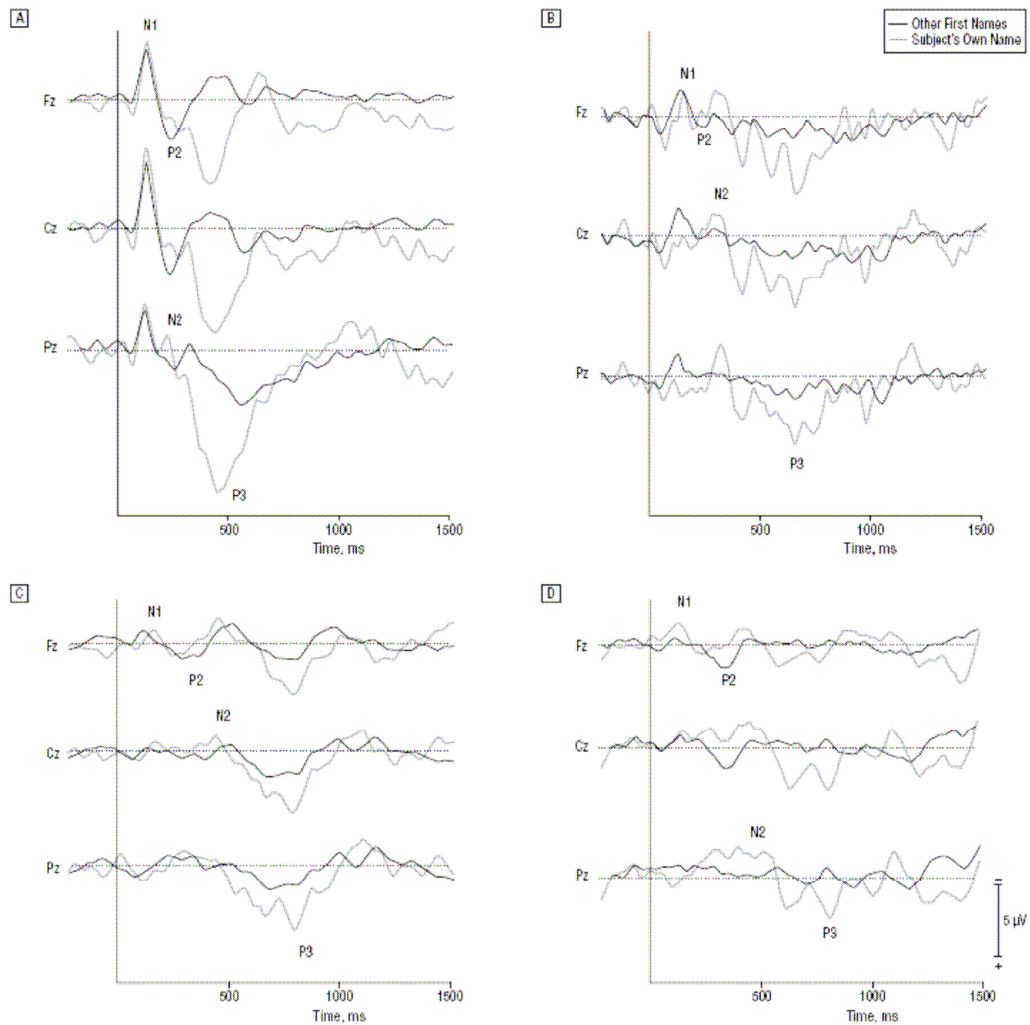 A
N1
Fz
P2
Cz
N2
Pz
P3
500
1000
1500
Time, ms
B
Other First Names
Subject's Own Name
N1
Fz
P2
N2
Cz
Pz
P3
500
1000
1500
Time, ms
C
N1
Fz
P2
N2
Cz
Pz
P3
500
1000
1500
Time, ms
D
N1
Fz
P2
Cz
N2
Pz
P3
−
5 µV
+
500
1000
1500
Time, ms